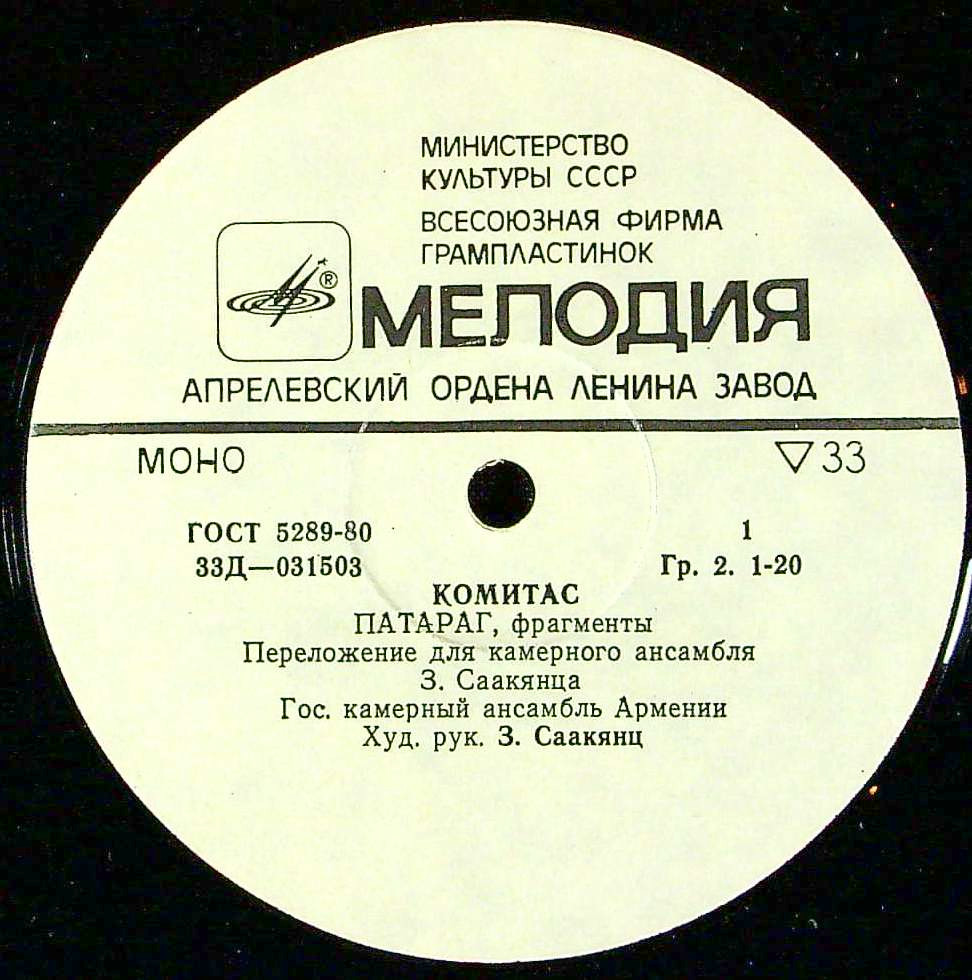 МИНИСТЕРСТВО
КУЛЬТУРЫ СССР
ВСЕСОЮЗНАЯ ФИРМА
ГРАМПЛАСТИНОК
®
МЕЛОДИЯ
АПРЕЛЕВСКИЙ ОРДЕНА ЛЕНИНА ЗАВОД
МОНО ▽33
ГОСТ 5289-80 1
33Д—031503 Гр. 2. 1-20
КОМИТАС
ПАТАРАГ, фрагменты
Переложение для камерного ансамбля
З. Саакянца
Гос. камерный ансамбль Армении
Худ. рук. З. Саакянц